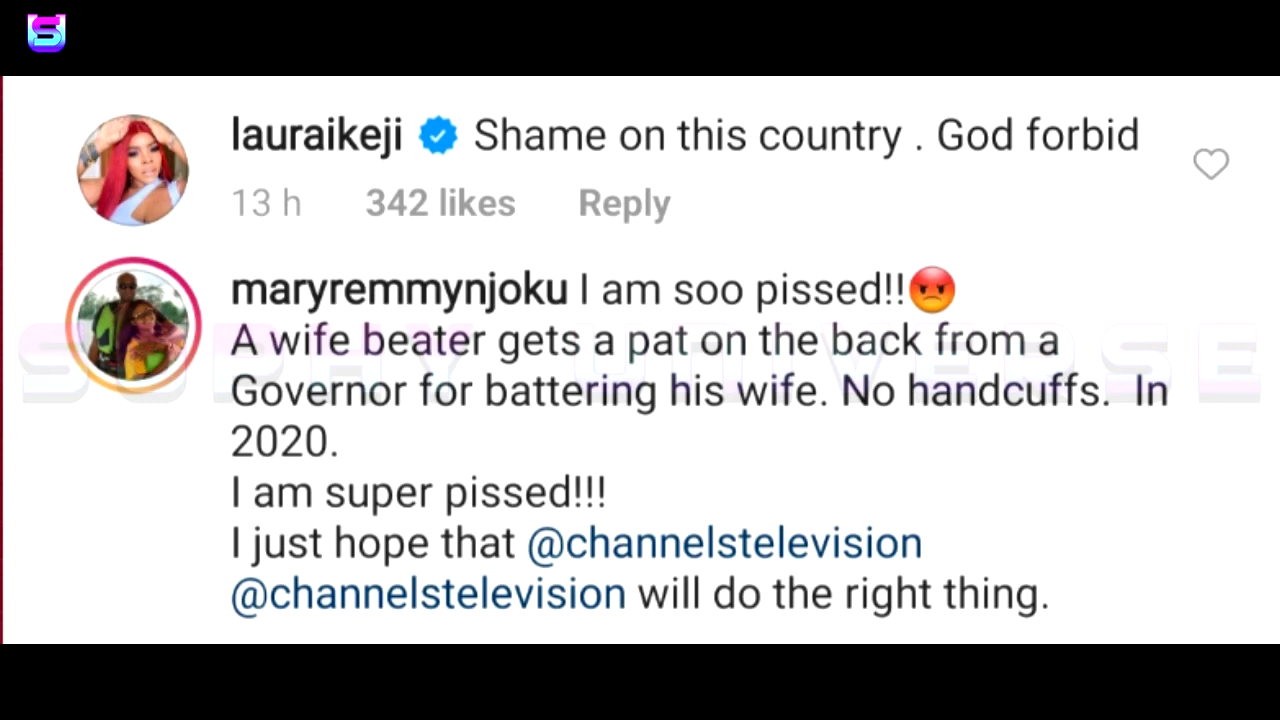 S
lauraikeji Shame on this country . God forbid
13 h 342 likes Reply
maryremmynjoku I am soo pissed!!😡
A wife beater gets a pat on the back from a
Governor for battering his wife. No handcuffs. In
2020.
I am super pissed!!!
I just hope that @channelstelevision
@channelstelevision will do the right thing.